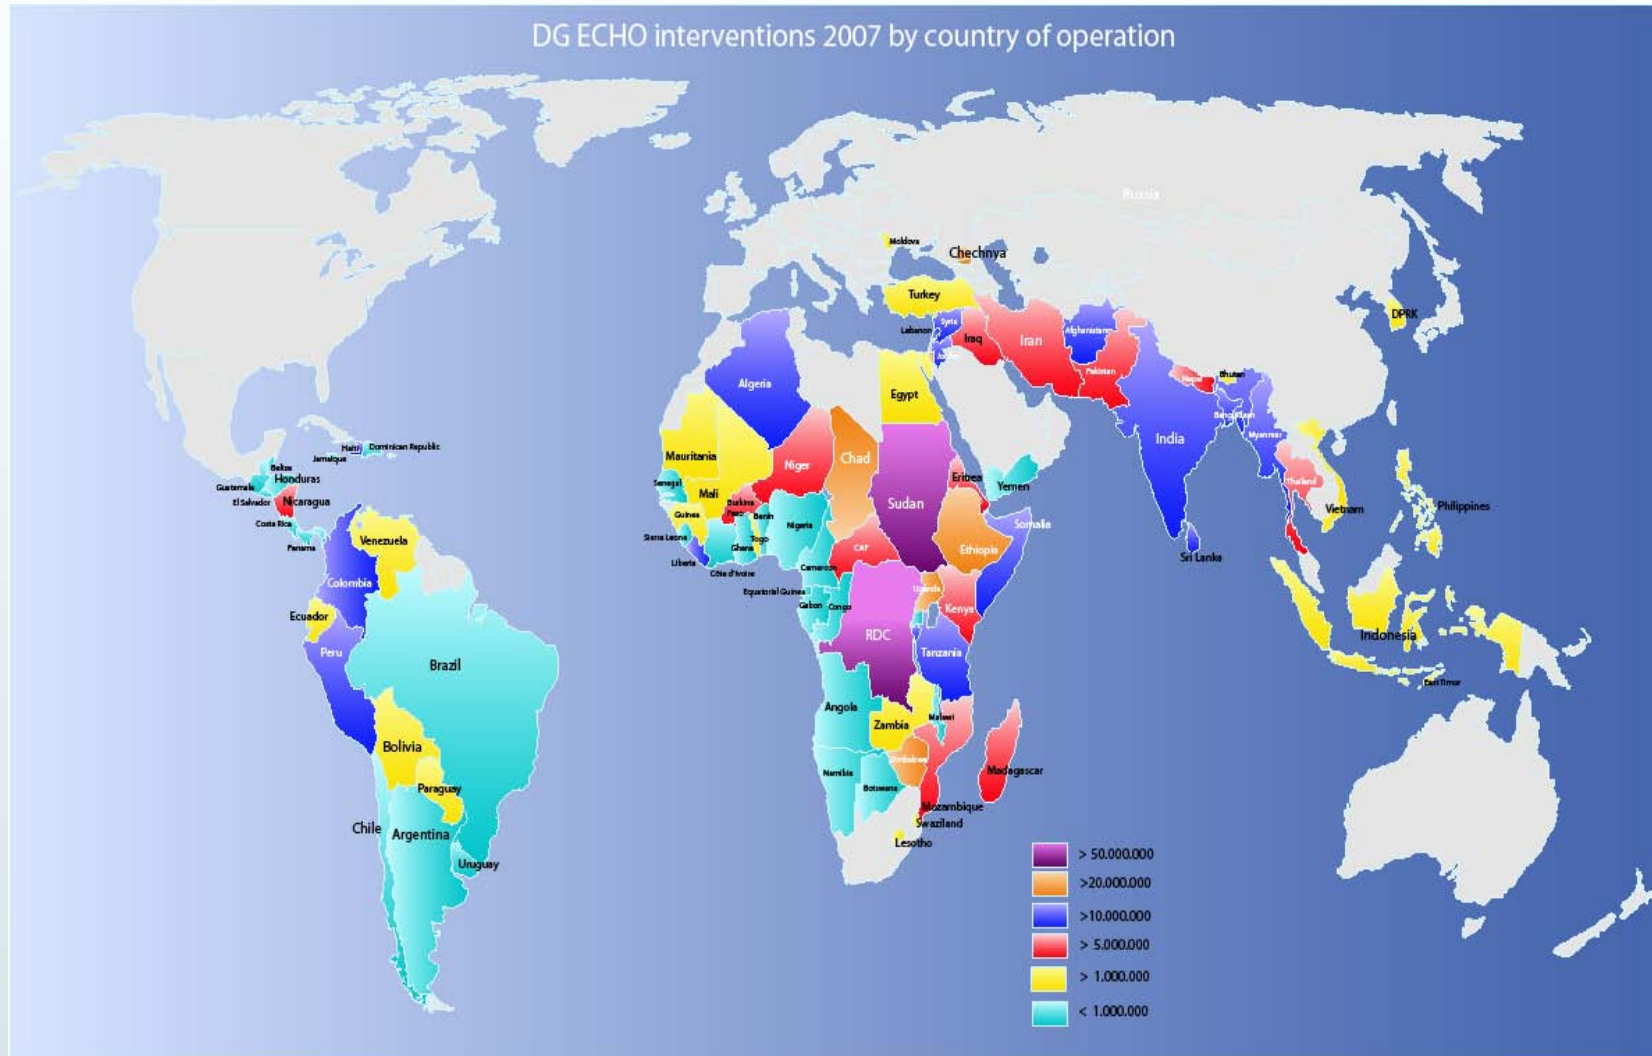 DG ECHO interventions 2007 by country of operation
Russia
Moldova
Chechnya
Turkey
DPRK
Syria
Lebanon
Iraq
Iran
Afghanistan
Algeria
Pakistan
Nepal
Bhutan
Egypt
Haiti
Dominican Republic
Jamaique
India
Myanmar
Belize
Honduras
Guatemala
El Salvador
Nicaragua
Costa Rica
Panama
Mauritania
Niger
Chad
Senegal
Mali
Burkina
Faso
Sudan
Eritrea
Yemen
Thailand
Vietnam
Philippines
Guinea
Benin
Nigeria
Somalia
Sierra Leone
Ghana
Togo
Liberia
Côte d'Ivoire
CAF
Ethiopia
Sri Lanka
Venezuela
Colombia
Cameroon
Equatorial Guinea
Gabon
Congo
Uganda
Kenya
Ecuador
Peru
RDC
Tanzania
Indonesia
East Timor
Brazil
Angola
Zambia
Malawi
Bolivia
Zimbabwe
Namibia
Botswana
Madagascar
Paraguay
Mozambique
Swaziland
Lesotho
Chile
Argentina
Uruguay
> 50.000.000
>20.000.000
>10.000.000
> 5.000.000
> 1.000.000
< 1.000.000